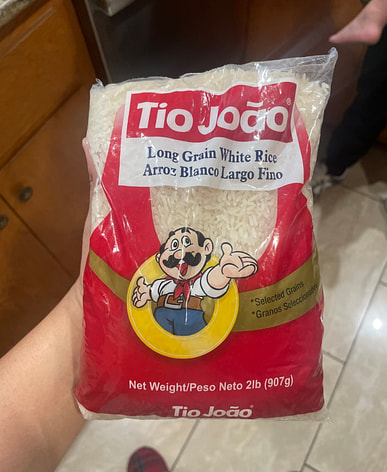 Tio João®
Long Grain White Rice
Arroz Blanco Largo Fino
*Selected Grains
*Granos Seleccionados
Net Weight/Peso Neto 2lb (907g)
Tio João®